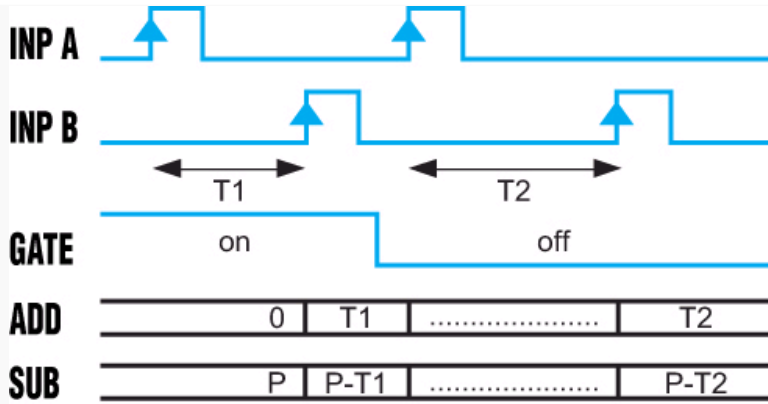 INP A
INP B
T1 T2
GATE on off
ADD 0 T1 ........................ T2
SUB P P-T1 ........................ P-T2